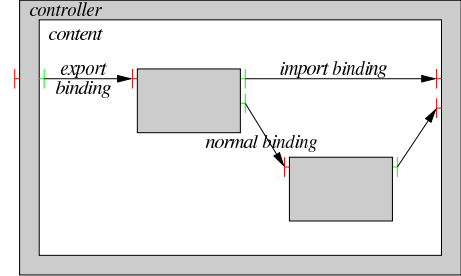 controller
content
export
binding
import binding
normal binding